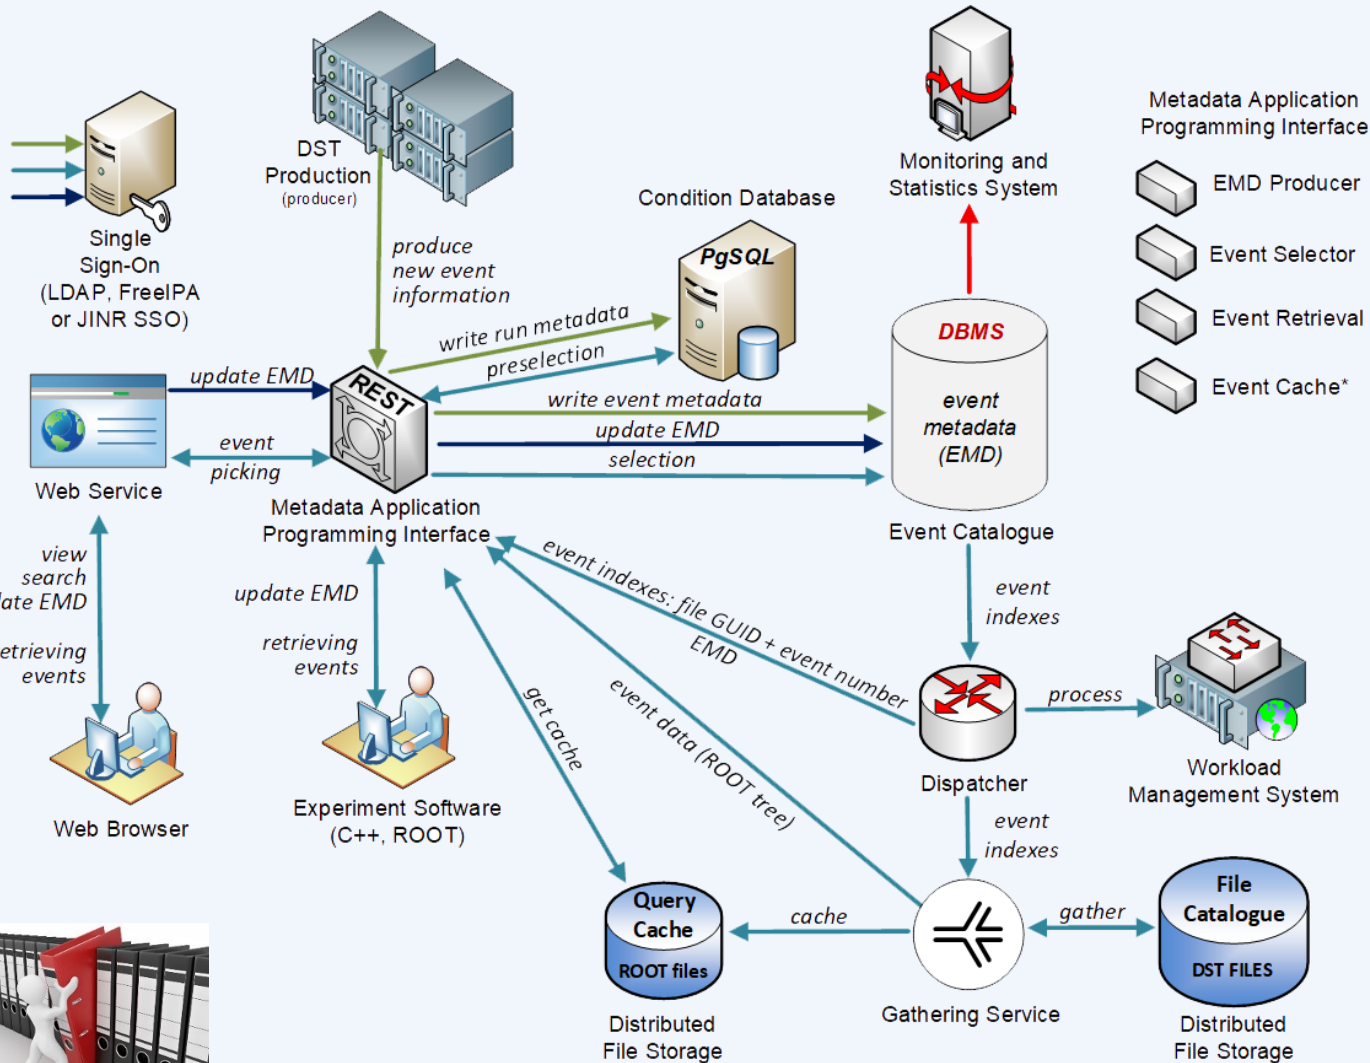 DST
Production
(producer)
Monitoring and
Statistics System
Metadata Application
Programming Interface
EMD Producer
Event Selector
Event Retrieval
Event Cache*
Single
Sign-On
(LDAP, FreeIPA
or JINR SSO)
produce
new event
information
Condition Database
PgSQL
write run metadata
preselection
DBMS
event
metadata
(EMD)
Event Catalogue
update EMD
REST
write event metadata
update EMD
selection
event
picking
Web Service
Metadata Application
Programming Interface
view
search
date EMD
etrieving
events
Web Browser
update EMD
retrieving
events
Experiment Software
(C++, ROOT)
event indexes: file GUID + event number
EMD
event data (ROOT tree)
get cache
event
indexes
Dispatcher
process
Workload
Management System
event
indexes
Query
Cache
ROOT files
Distributed
File Storage
cache
Gathering Service
gather
File
Catalogue
DST FILES
Distributed
File Storage